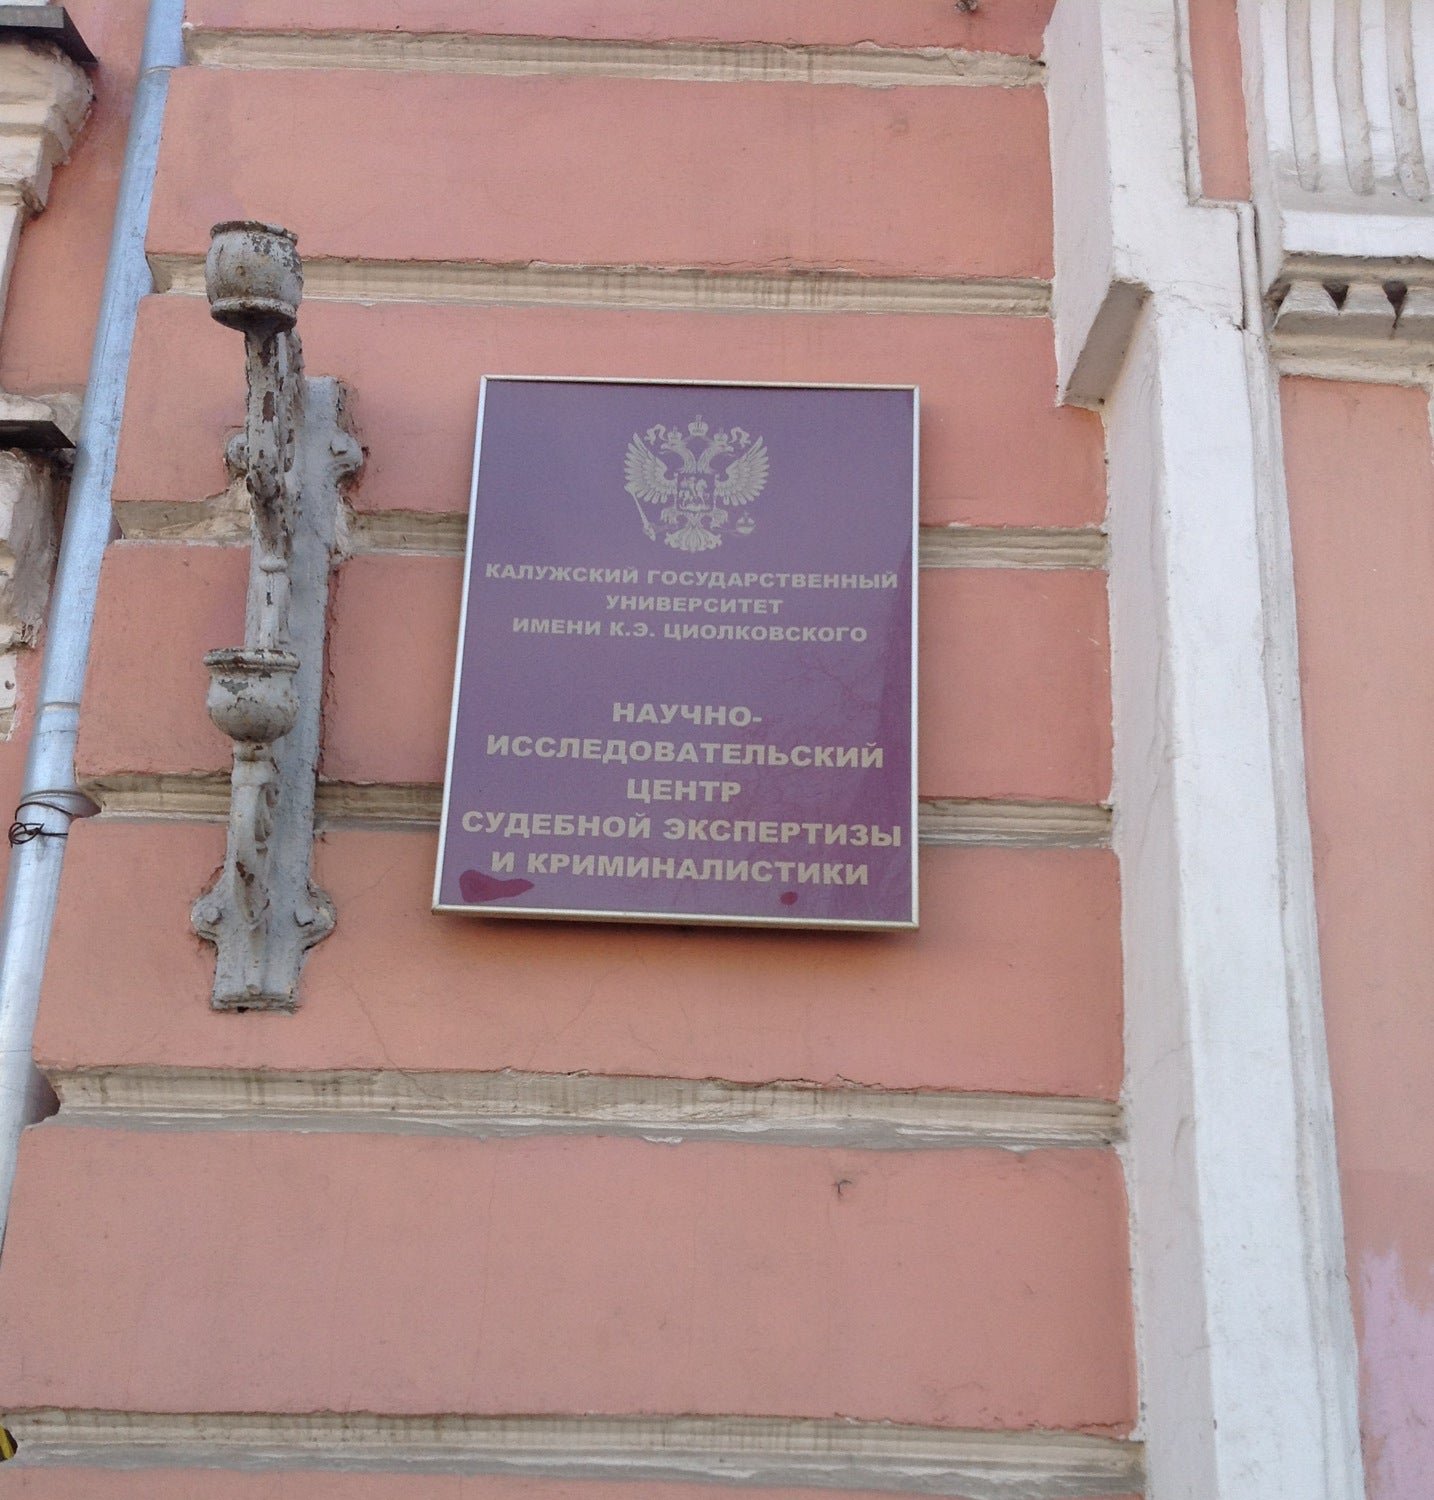 КАЛУЖСКИЙ ГОСУДАРСТВЕННЫЙ
УНИВЕРСИТЕТ
ИМЕНИ К.Э. ЦИОЛКОВСКОГО
НАУЧНО-
ИССЛЕДОВАТЕЛЬСКИЙ
ЦЕНТР
СУДЕБНОЙ ЭКСПЕРТИЗЫ
И КРИМИНАЛИСТИКИ